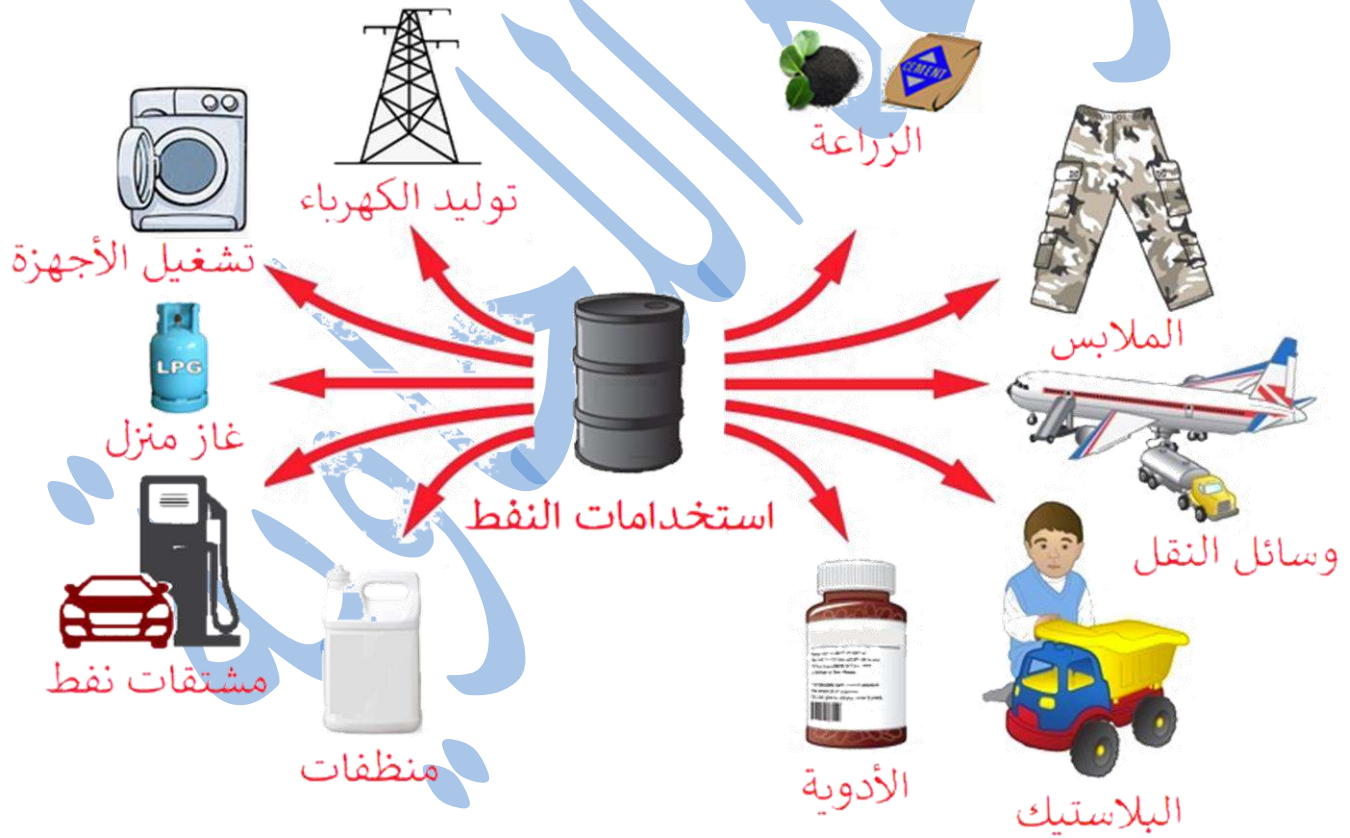 CEMENT
الزراعة
توليد الكهرباء
تشغيل الأجهزة
الملابس
LPG
غاز منزل
استخدامات النفط
وسائل النقل
مشتقات نفط
منظفات
الأدوية
البلاستيك